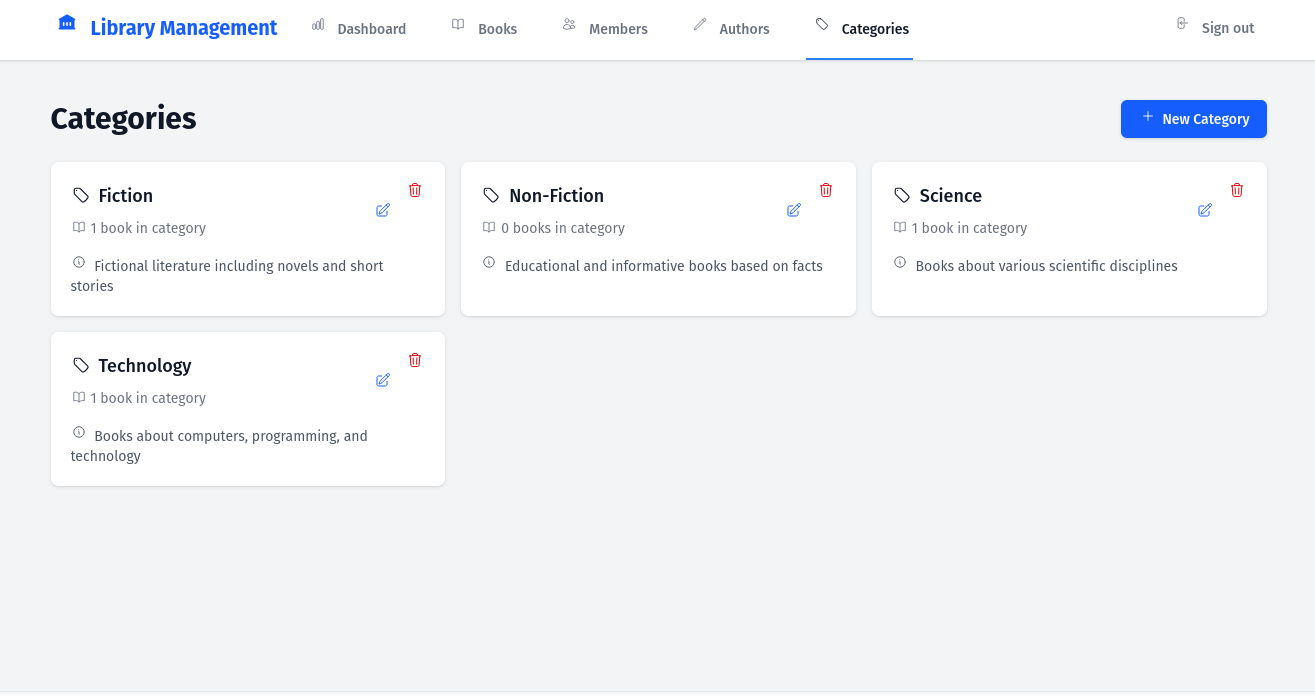 Library Management
Dashboard
Books
Members
Authors
Categories
Sign out
Categories
New Category
Fiction
1 book in category
Fictional literature including novels and short
stories
Non-Fiction
0 books in category
Educational and informative books based on facts
Science
1 book in category
Books about various scientific disciplines
Technology
1 book in category
Books about computers, programming, and
technology